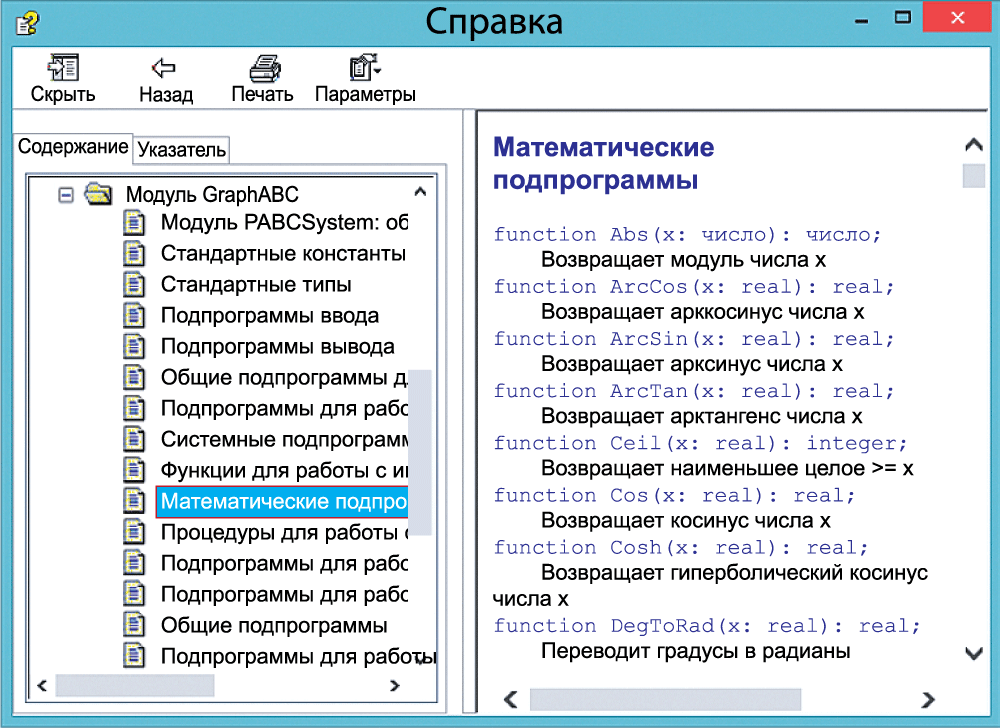 Справка
Скрыть
Назад
Печать
Параметры
Содержание
Указатель
Модуль GraphABC
Модуль PABCSystem: об
Стандартные константы
Стандартные типы
Подпрограммы ввода
Подпрограммы вывода
Общие подпрограммы д
Подпрограммы для рабо
Системные подпрограмм
Функции для работы с и
Математические подпро
Процедуры для работы с
Подпрограммы для рабо
Подпрограммы для рабо
Общие подпрограммы
Подпрограммы для работы
Математические
подпрограммы
function Abs(x: число): число;
Возвращает модуль числа x
function ArcCos(x: real): real;
Возвращает арккосинус числа x
function ArcSin(x: real): real;
Возвращает арксинус числа x
function ArcTan(x: real): real;
Возвращает арктангенс числа x
function Ceil(x: real): integer;
Возвращает наименьшее целое >= x
function Cos(x: real): real;
Возвращает косинус числа x
function Cosh(x: real): real;
Возвращает гиперболический косинус
числа x
function DegToRad(x: real): real;
Переводит градусы в радианы